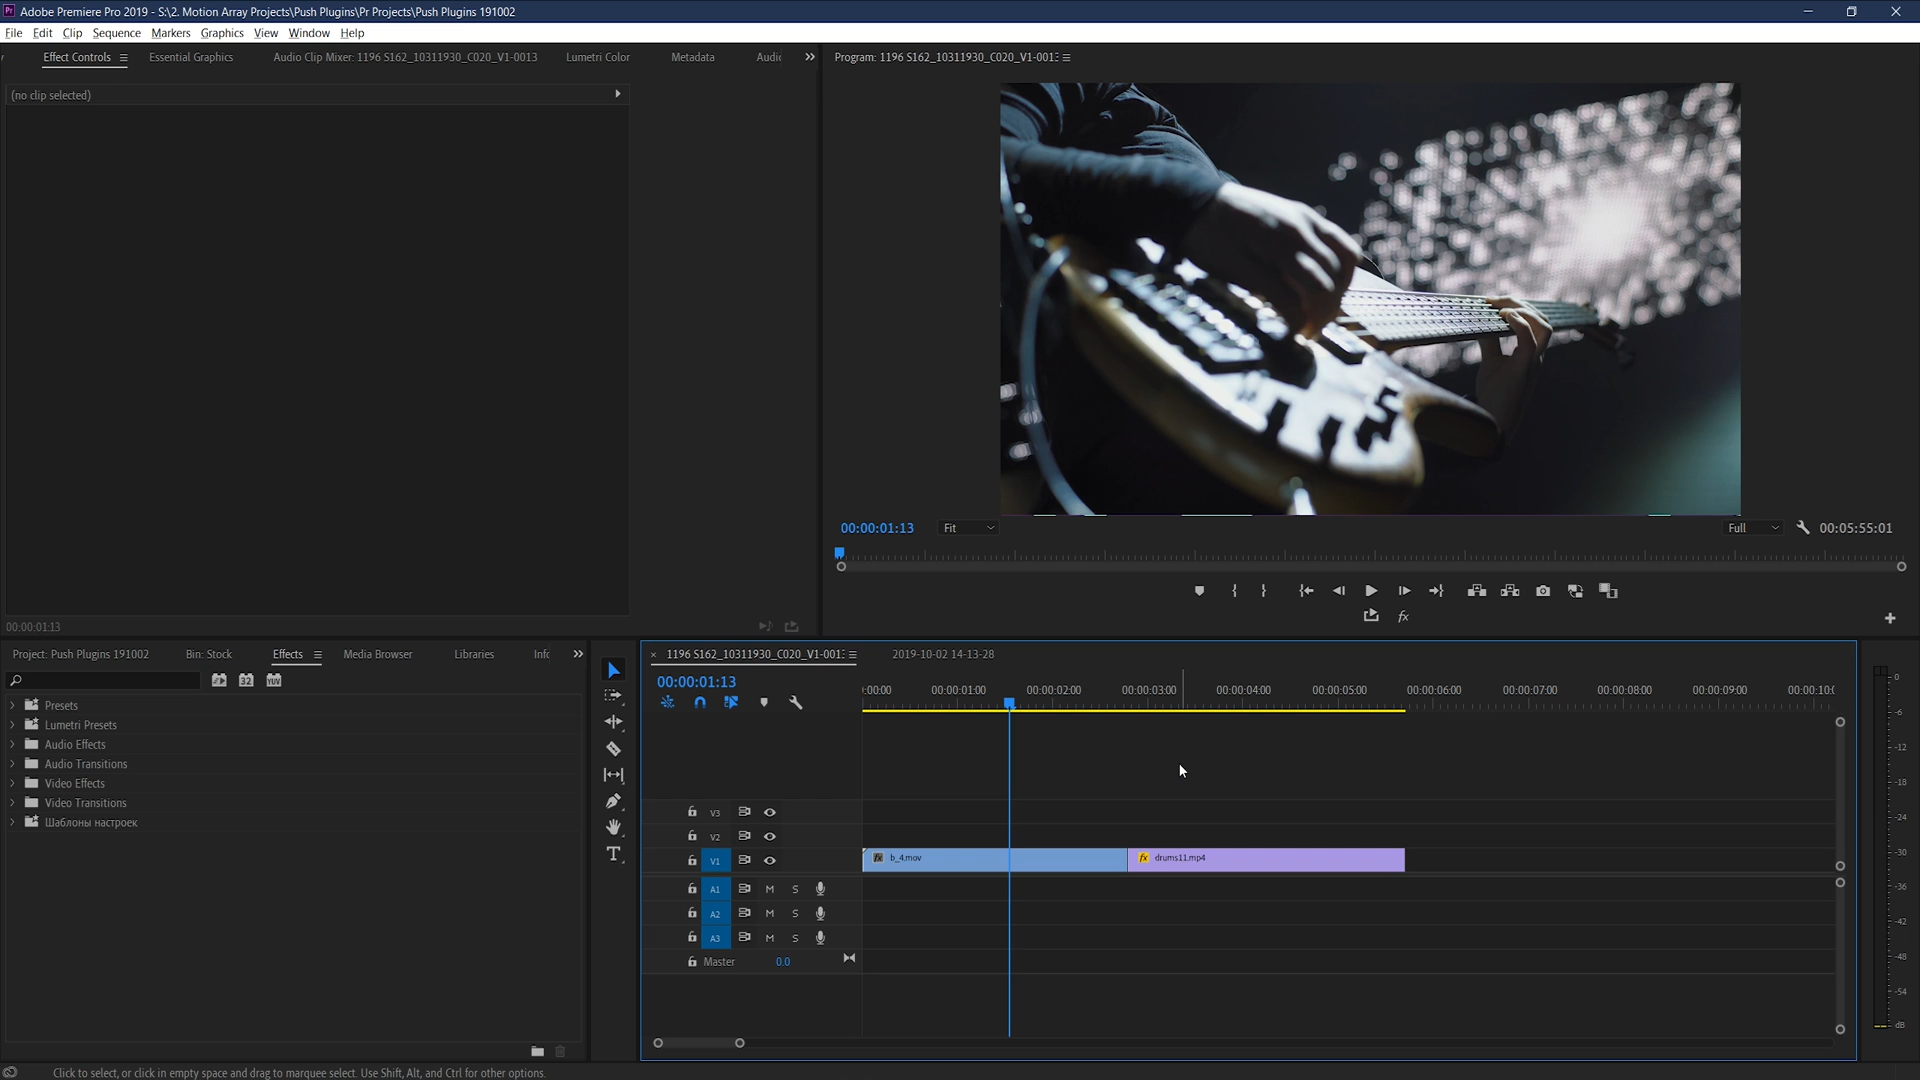 Adobe Premiere Pro 2019 - S:\2. Motion Array Projects\Push Plugins\Pr Projects\Push Plugins 191002
File Edit Clip Sequence Markers Graphics View Window Help
Effect Controls Essential Graphics Audio Clip Mixer: 1196 S162_10311930_C020_V1-0013 Lumetri Color Metadata
Program: 1196 S162_10311930_C020_V1-001
(no clip selected)
00:00:01:13 Fit Full 00:05:55:01
00:00:01:13
Project: Push Plugins 191002 Bin: Stock Effects Media Browser Libraries
Presets
Lumetri Presets
Audio Effects
Audio Transitions
Video Effects
Video Transitions
Шаблоны настроек
1196 S162_10311930_C020_V1-001 2019-10-02 14-13-28
00:00:01:13
:00:00 00:00:01:00 00:00:02:00 00:00:03:00 00:00:04:00 00:00:05:00 00:00:06:00 00:00:07:00 00:00:08:00 00:00:09:00 00:00:10:0
V3
V2
V1 fx b_4.mov fx drums11.mp4
A1 M S
A2 M S
A3 M S
Master 0.0
0
-6
-12
-18
-24
-30
-36
-42
-48
-54
dB
Click to select, or click in empty space and drag to marquee select. Use Shift, Alt, and Ctrl for other options.